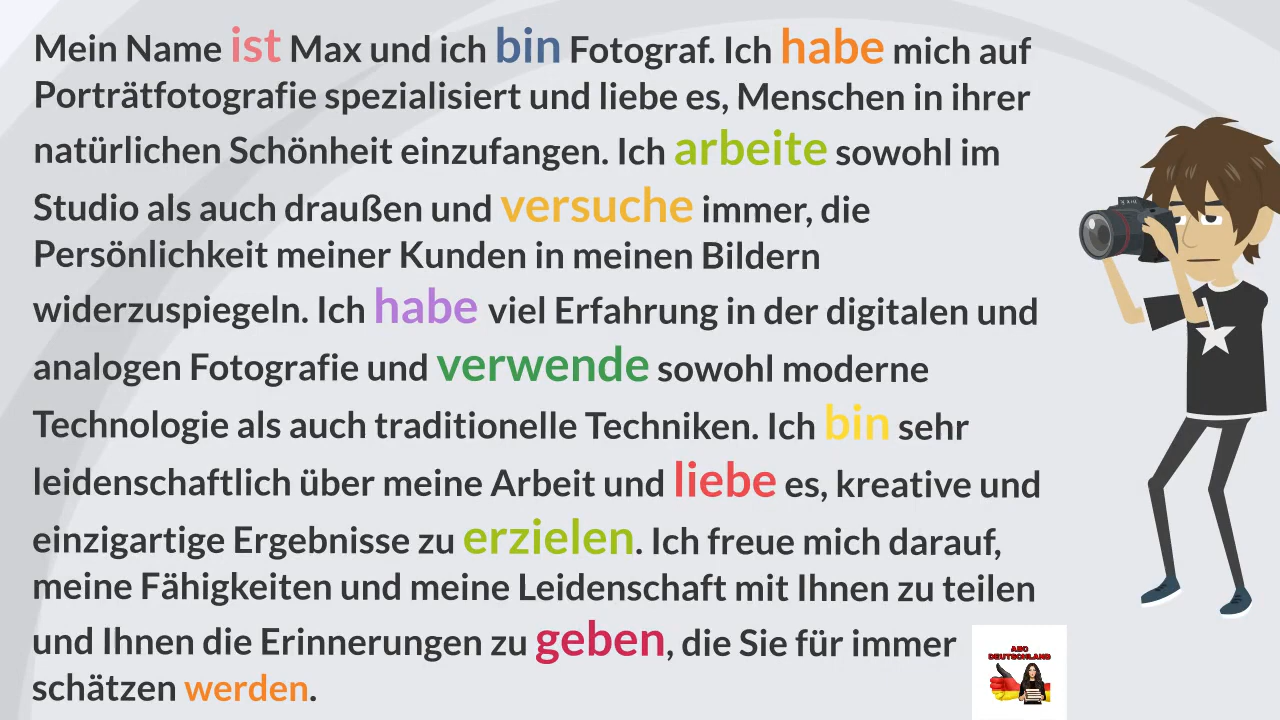 Mein Name ist Max und ich bin Fotograf. Ich habe mich auf
Porträtfotografie spezialisiert und liebe es, Menschen in ihrer
natürlichen Schönheit einzufangen. Ich arbeite sowohl im
Studio als auch draußen und versuche immer, die
Persönlichkeit meiner Kunden in meinen Bildern
widerzuspiegeln. Ich habe viel Erfahrung in der digitalen und
analogen Fotografie und verwende sowohl moderne
Technologie als auch traditionelle Techniken. Ich bin sehr
leidenschaftlich über meine Arbeit und liebe es, kreative und
einzigartige Ergebnisse zu erzielen. Ich freue mich darauf,
meine Fähigkeiten und meine Leidenschaft mit Ihnen zu teilen
und Ihnen die Erinnerungen zu geben, die Sie für immer
schätzen werden.
ABC
DEUTSCHLAND